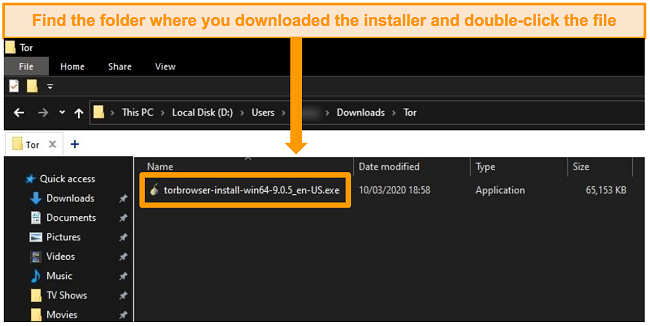 Find the folder where you downloaded the installer and double-click the file
Tor
File Home Share View
This PC > Local Disk (D:) > Users > > Downloads > Tor
Tor × +
Name Date modified Type Size
Quick access
torbrowser-install-win64-9.0.5_en-US.exe 10/03/2020 18:58 Application 65,153 KB
Downloads
Documents
Pictures
Videos
Music
TV Shows
Movies